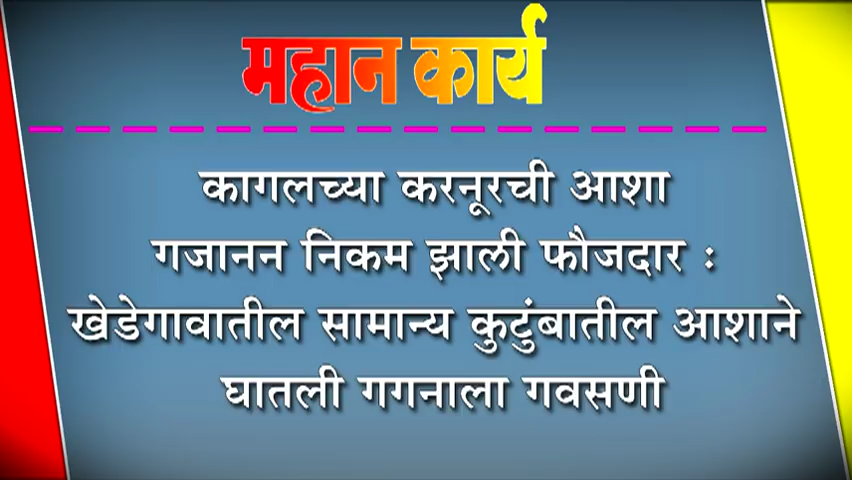 महान कार्य
कागलच्या करनूरची आशा
गजानन निकम झाली फौजदार :
खेडेगावातील सामान्य कुटुंबातील आशाने
घातली गगनाला गवसणी